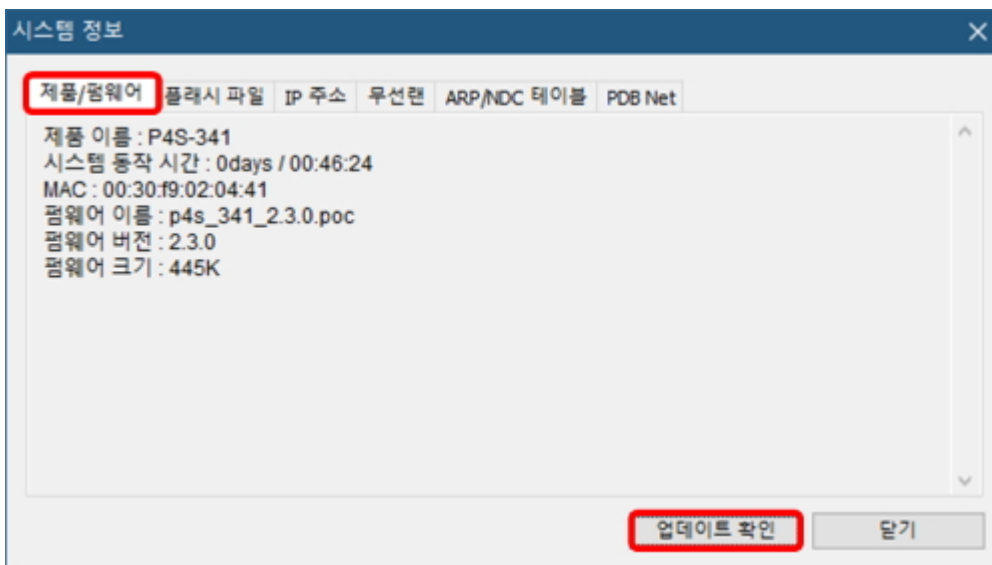 시스템 정보
제품/펌웨어 플래시 파일 IP 주소 무선랜 ARP/NDC 테이블 PDB Net
제품 이름 : P4S-341
시스템 동작 시간 : 0days / 00:46:24
MAC : 00:30:f9:02:04:41
펌웨어 이름 : p4s_341_2.3.0.poc
펌웨어 버전 : 2.3.0
펌웨어 크기 : 445K
업데이트 확인 닫기